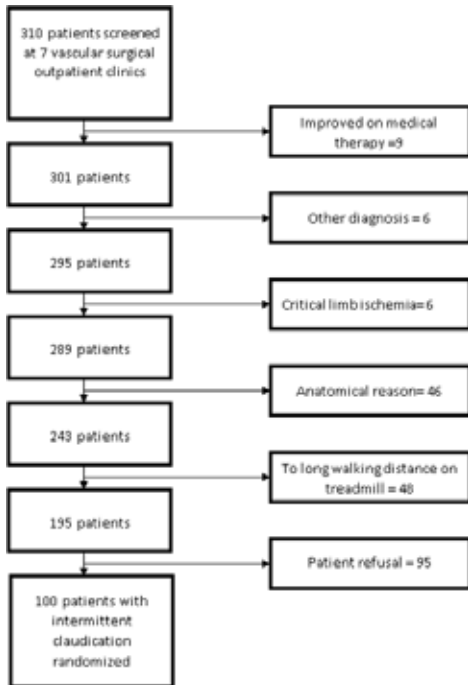 310 patients screened
at 7 vascular surgical
outpatient clinics
Improved on medical
therapy =9
301 patients
Other diagnosis = 6
295 patients
Critical limb ischemia=6
289 patients
Anatomical reason= 46
243 patients
To long walking distance on
treadmill = 48
195 patients
Patient refusal = 95
100 patients with
intermittent
claudication
randomized